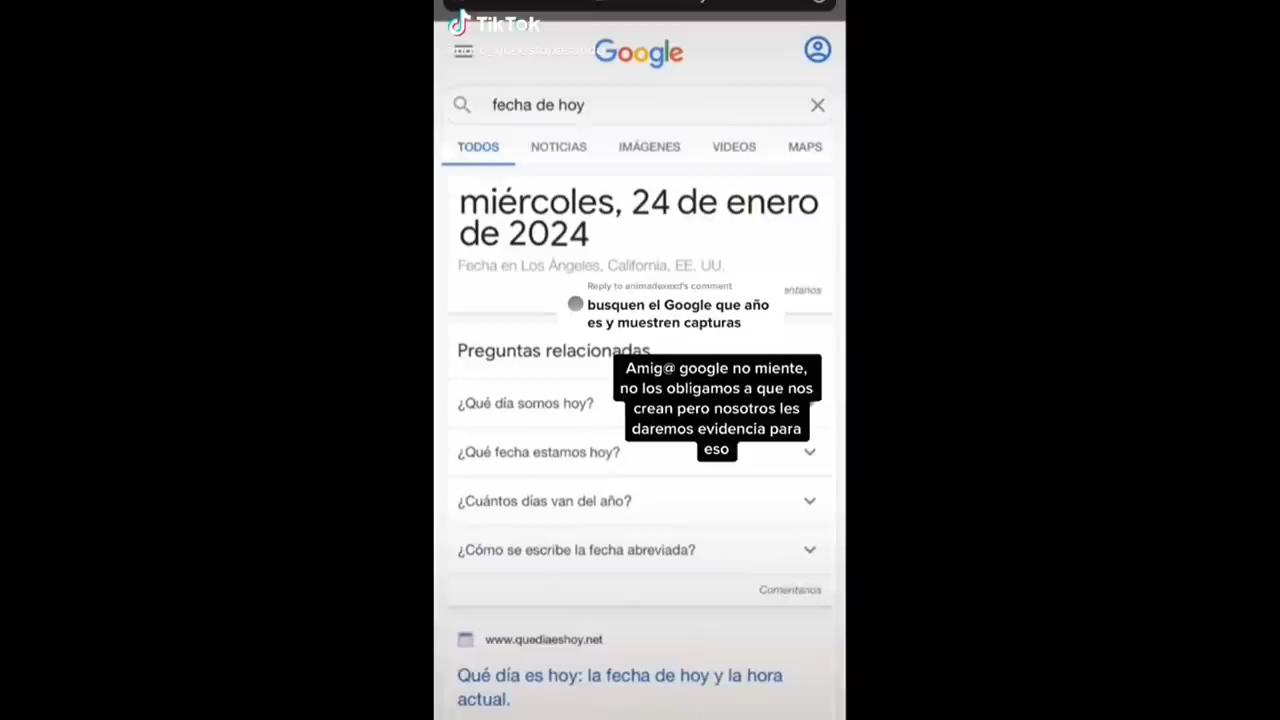 TikTok
Google
fecha de hoy
TODOS NOTICIAS IMÁGENES VIDEOS MAPS
miércoles, 24 de enero
de 2024
Fecha en Los Ángeles, California, EE. UU.
Reply to animadexexd's comment
busquen el Google que año
es y muestren capturas
Preguntas relacionadas
Amig@ google no miente,
no los obligamos a que nos
crean pero nosotros les
daremos evidencia para
eso
¿Qué día somos hoy?
¿Qué fecha estamos hoy?
¿Cuántos días van del año?
¿Cómo se escribe la fecha abreviada?
Comentarios
www.quediaeshoy.net
Qué día es hoy: la fecha de hoy y la hora
actual.